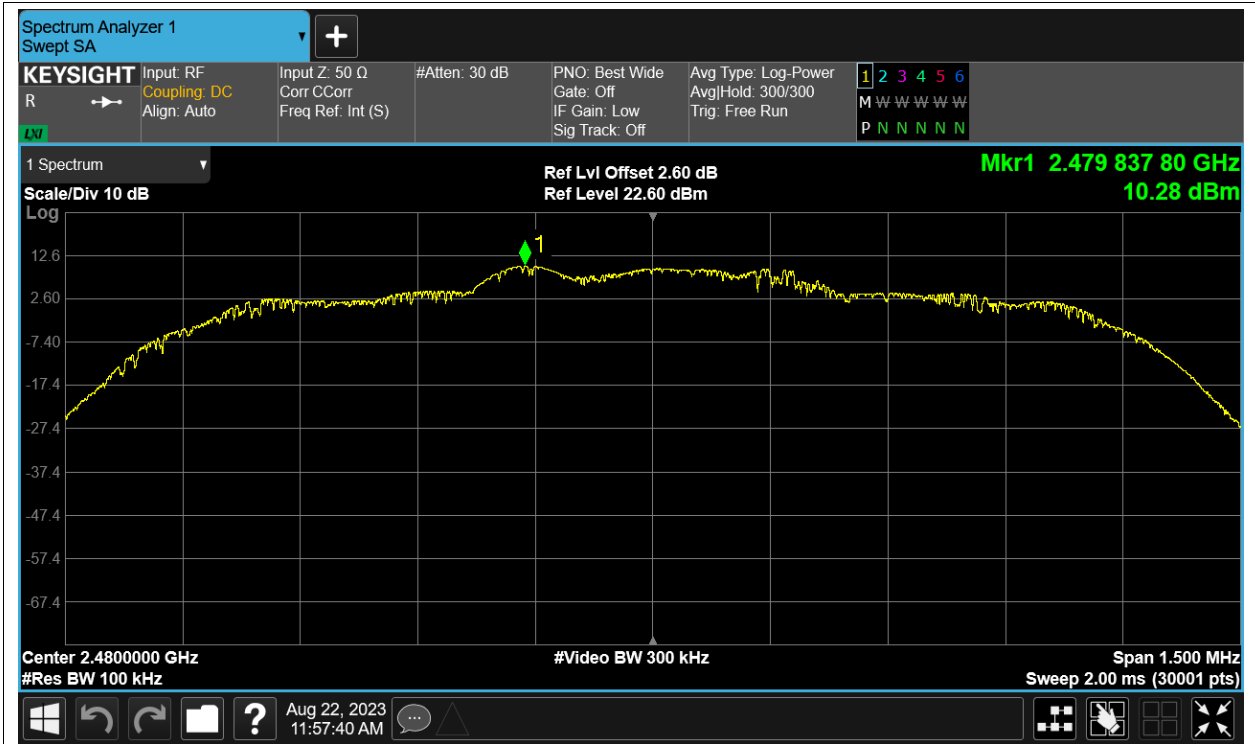 Spectrum Analyzer 1
Swept SA
KEYSIGHT
R
LXI
Input: RF
Coupling: DC
Align: Auto
Input Z: 50 Ω
Corr CCorr
Freq Ref: Int (S)
#Atten: 30 dB
PNO: Best Wide
Gate: Off
IF Gain: Low
Sig Track: Off
Avg Type: Log-Power
Avg|Hold: 300/300
Trig: Free Run
1 2 3 4 5 6
M W W W W W
P N N N N N
1 Spectrum
Scale/Div 10 dB
Log
Ref Lvl Offset 2.60 dB
Ref Level 22.60 dBm
Mkr1 2.479 837 80 GHz
10.28 dBm
1
12.6
2.60
-7.40
-17.4
-27.4
-37.4
-47.4
-57.4
-67.4
Center 2.4800000 GHz
#Video BW 300 kHz
Span 1.500 MHz
#Res BW 100 kHz
Sweep 2.00 ms (30001 pts)
?
Aug 22, 2023
11:57:40 AM